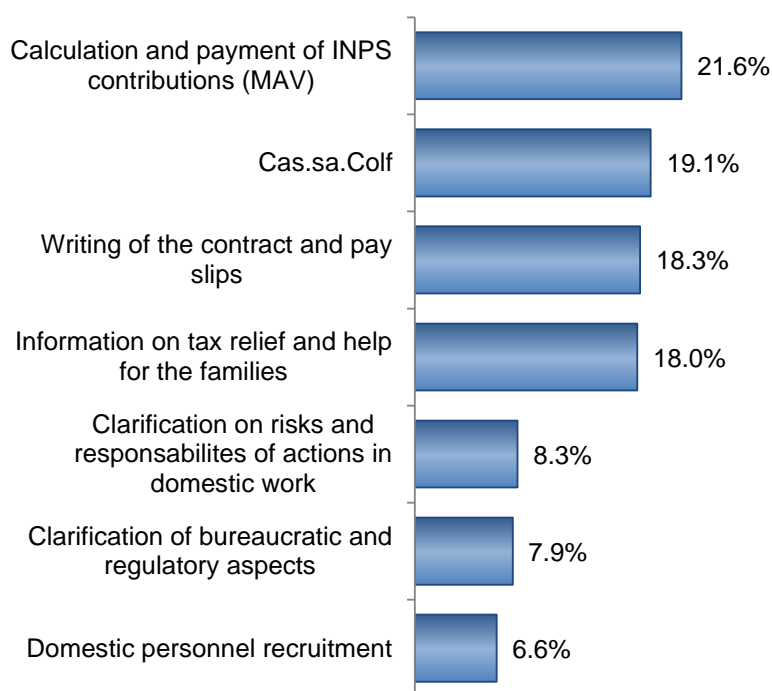 Calculation and payment of INPS
contributions (MAV)
21.6%
Cas.sa.Colf
19.1%
Writing of the contract and pay
slips
18.3%
Information on tax relief and help
for the families
18.0%
Clarification on risks and
responsabilites of actions in
domestic work
8.3%
Clarification of bureaucratic and
regulatory aspects
7.9%
Domestic personnel recruitment
6.6%